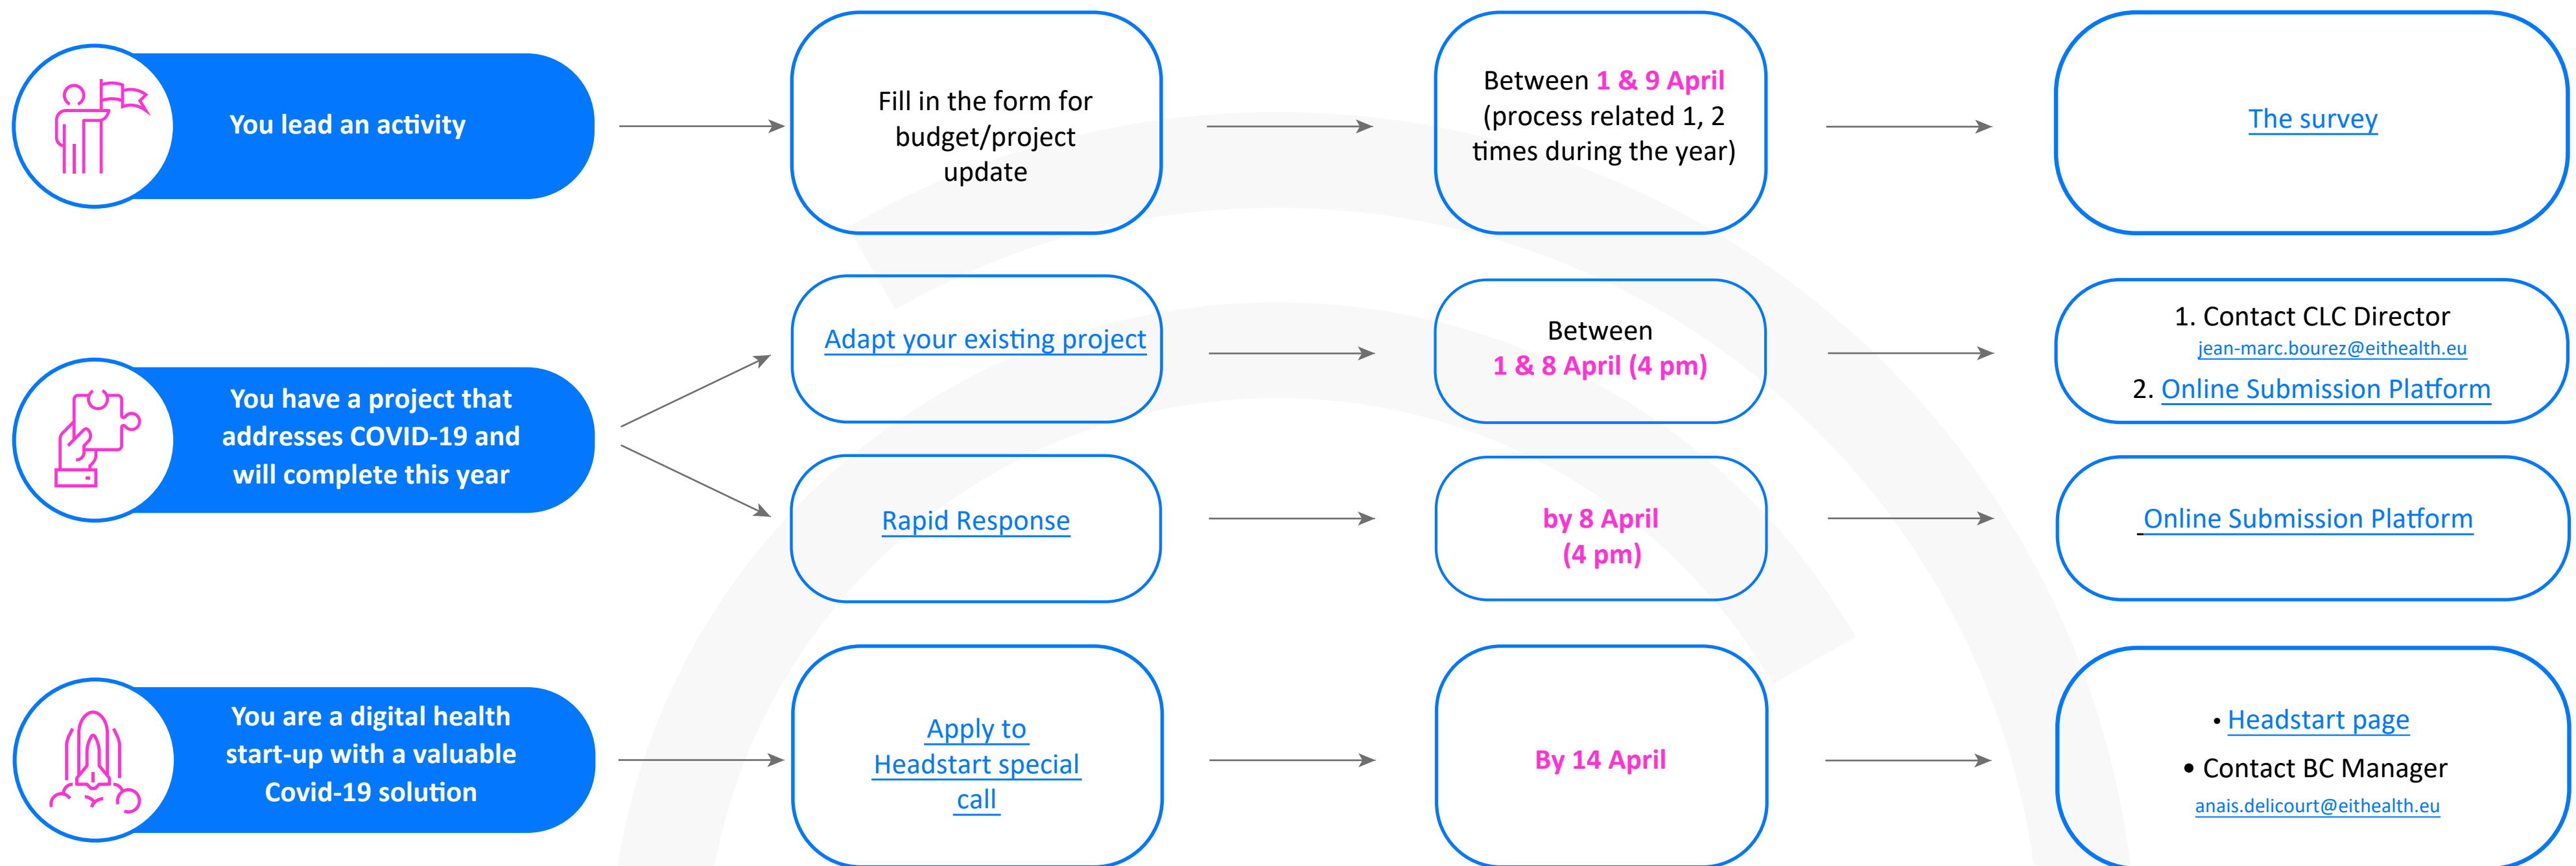 You lead an activity
Fill in the form for
budget/project
update
Between 1 & 9 April
(process related 1, 2
times during the year)
The survey
You have a project that
addresses COVID-19 and
will complete this year
Adapt your existing project
Between
1 & 8 April (4 pm)
1. Contact CLC Director
jean-marc.bourez@eithealth.eu
2. Online Submission Platform
Rapid Response
by 8 April
(4 pm)
Online Submission Platform
You are a digital health
start-up with a valuable
Covid-19 solution
Apply to
Headstart special
call
By 14 April
• Headstart page
• Contact BC Manager
anais.delicourt@eithealth.eu